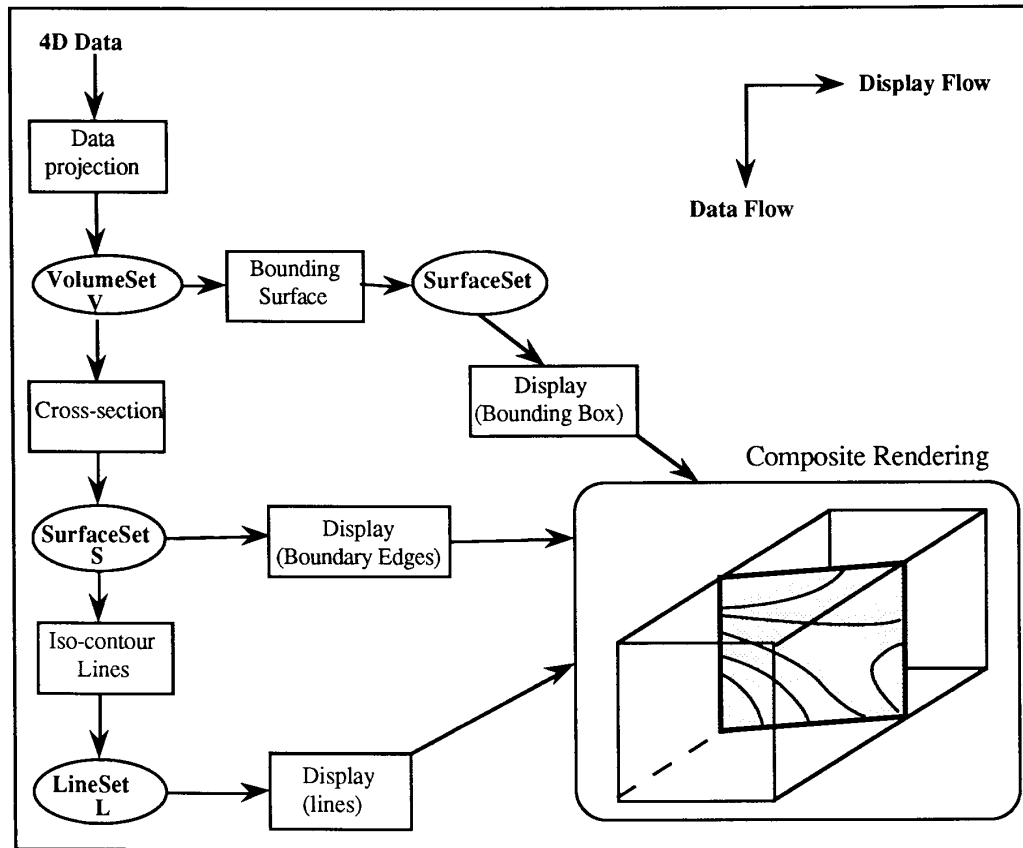 4D Data
Display Flow
Data
projection
Data Flow
VolumeSet
V
Bounding
Surface
SurfaceSet
Display
(Bounding Box)
Cross-section
Composite Rendering
SurfaceSet
S
Display
(Boundary Edges)
Iso-contour
Lines
LineSet
L
Display
(lines)